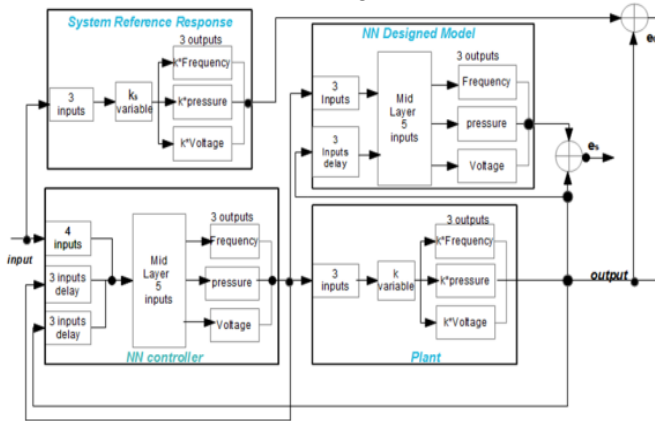 System Reference Response
3 outputs
3
inputs
ks
variable
k*Frequency
k*pressure
k*Voltage
NN Designed Model
3 outputs
3
Inputs
3
Inputs
delay
Mid
Layer
5
inputs
Frequency
pressure
Voltage
es
input
4
inputs
3 inputs
delay
3 inputs
delay
Mid
Layer
5
inputs
3 outputs
Frequency
pressure
Voltage
NN controller
3 outputs
3
inputs
k
variable
k*Frequency
k*pressure
k*Voltage
Plant
output